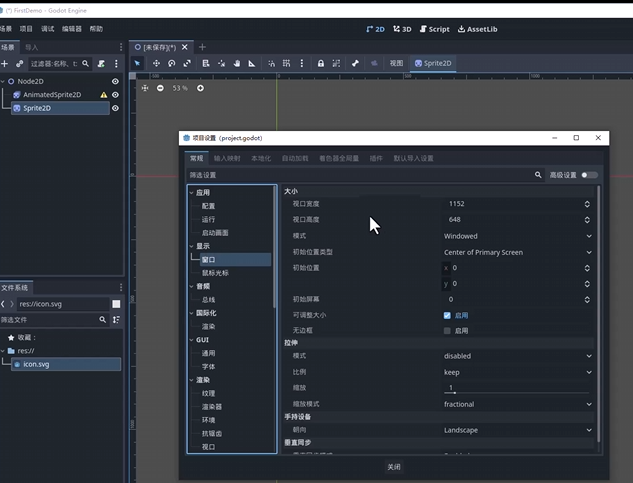 (*) FirstDemo - Godot Engine
场景 项目 调试 编辑器 帮助
2D 3D Script AssetLib
场景 导入
[未保存](*)
过滤器:名称、t:
53 %
视图
Sprite2D
Node2D
AnimatedSprite2D
Sprite2D
项目设置 (project.godot)
常规 输入映射 本地化 自动加载 着色器全局量 插件 默认导入设置
筛选设置
高级设置
应用
配置
运行
启动画面
显示
窗口
鼠标光标
音频
总线
国际化
渲染
GUI
通用
字体
渲染
纹理
渲染器
环境
抗锯齿
视口
大小
视口宽度 1152
视口高度 648
模式 Windowed
初始位置类型 Center of Primary Screen
初始位置 x 0
y 0
初始屏幕 0
可调整大小 启用
无边框 启用
拉伸
模式 disabled
比例 keep
缩放 1
缩放模式 fractional
手持设备
朝向 Landscape
垂直同步
关闭
文件系统
res://icon.svg
筛选文件
收藏：
res://
icon.svg